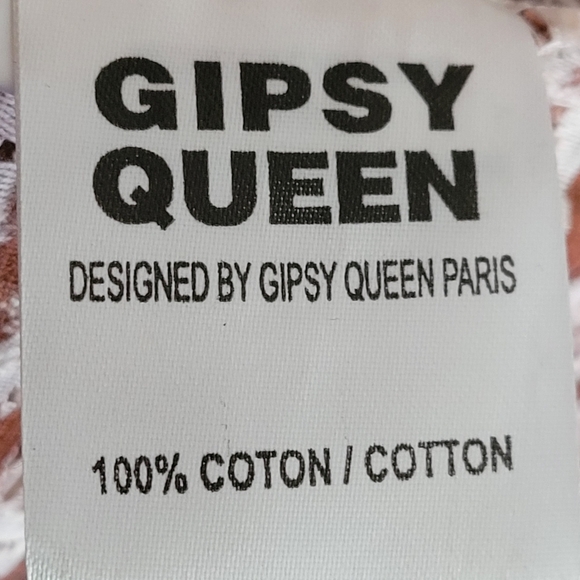 GIPSY
QUEEN
DESIGNED BY GIPSY QUEEN PARIS
100% COTON / COTTON